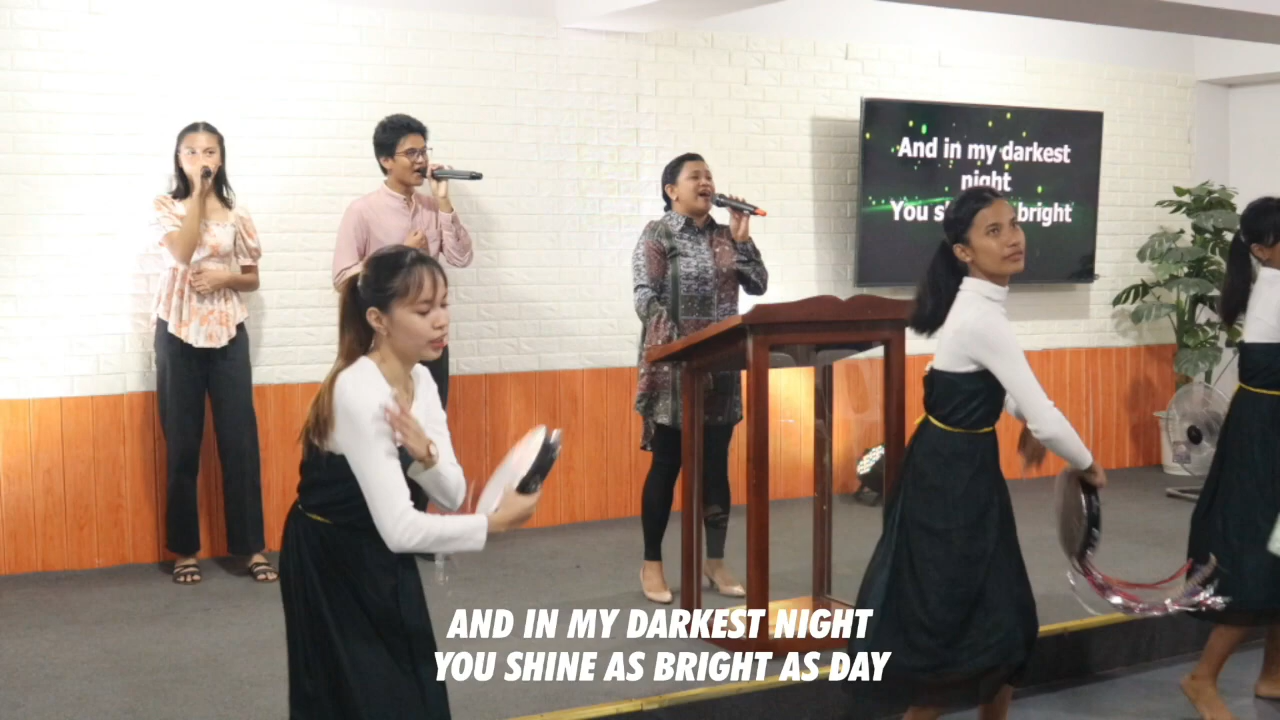 And in my darkest
night
You bright
AND IN MY DARKEST NIGHT
YOU SHINE AS BRIGHT AS DAY